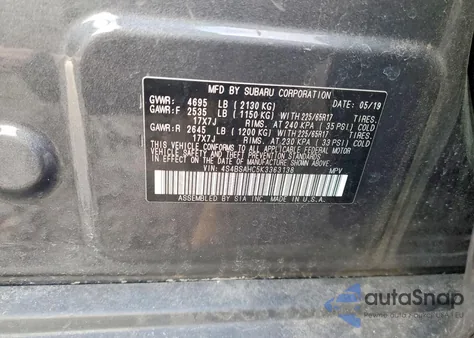 MFD BY SUBARU CORPORATION
GVWR: 4695 LB (2130 KG) DATE: 05/19
GAWR:F 2535 LB (1150 KG)WITH 225/65R17 TIRES.
17X7J RIMS. AT 240 KPA ( 35 PSI) COLD
GAWR:R 2645 LB (1200 KG)WITH 225/65R17 TIRES.
17X7J RIMS. AT 230 KPA ( 33 PSI) COLD
THIS VEHICLE CONFORMS TO ALL APPLICABLE FEDERAL MOTOR
VEHICLE SAFETY, BUMPER, AND THEFT PREVENTION STANDARDS
IN EFFECT ON THE DATE OF MANUFACTURE SHOWN ABOVE.
VIN: 4S4BSAHC5K3363138 MPV
ASSEMBLED BY SIA INC. MADE IN U.S.A.
autoSnap